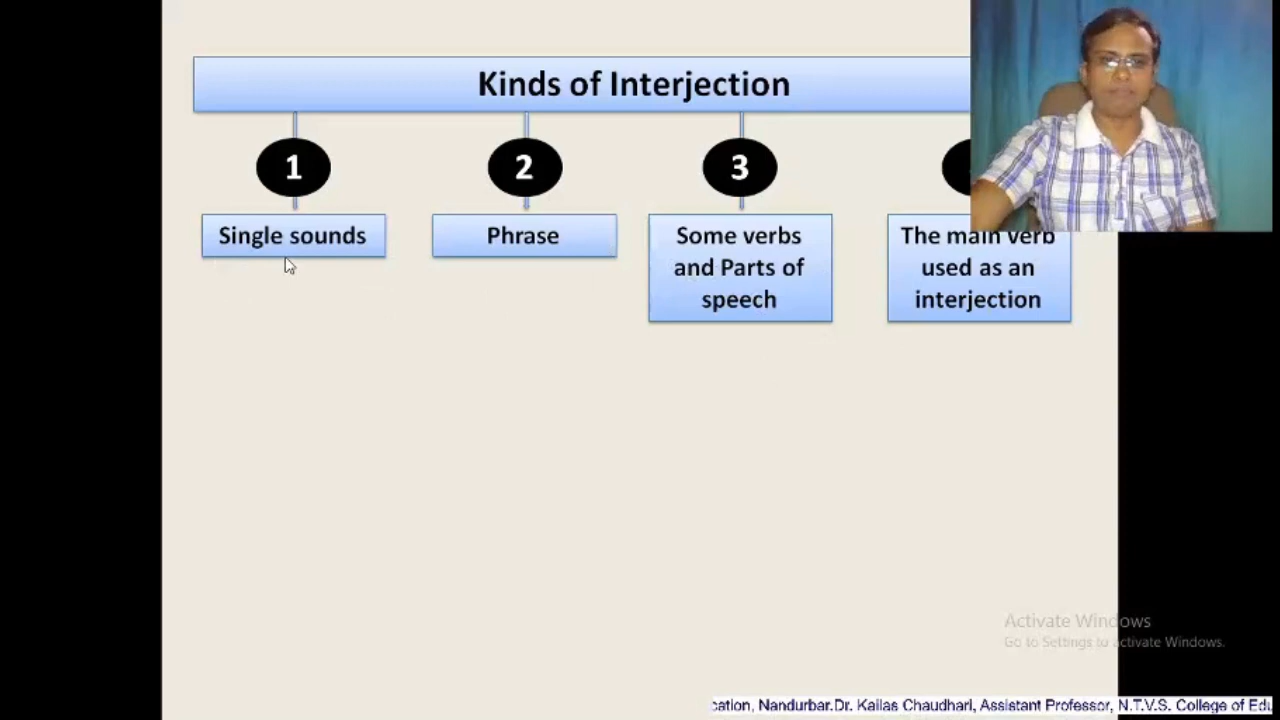 Kinds of Interjection
1
2
3
Single sounds
Phrase
Some verbs
and Parts of
speech
The main verb
used as an
interjection
Activate Windows
Go to Settings to activate Windows.
cation, Nandurbar.Dr. Kailas Chaudhari, Assistant Professor, N.T.V.S. College of Edu